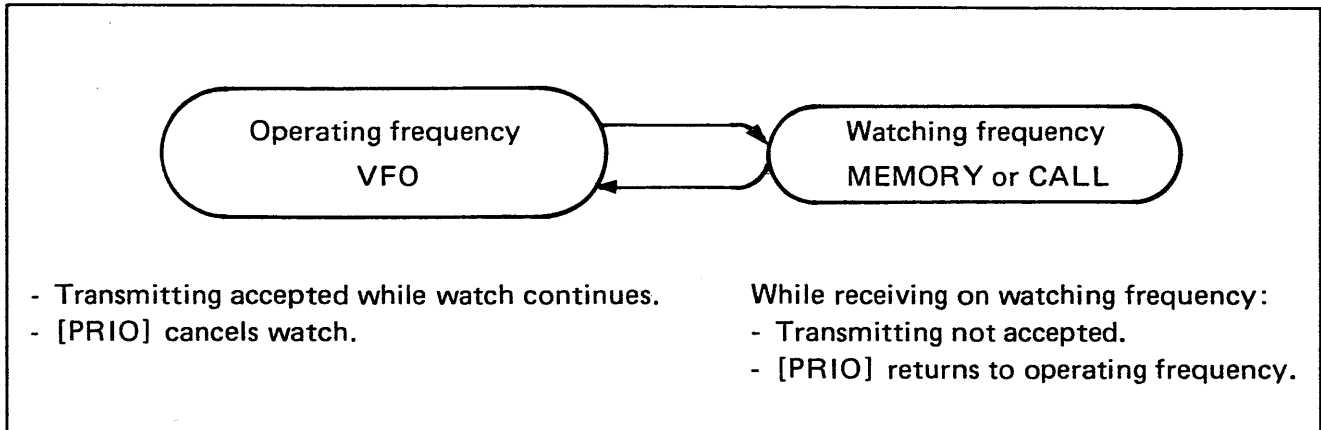 Operating frequency
VFO
Watching frequency
MEMORY or CALL
- Transmitting accepted while watch continues.
- [PRIO] cancels watch.
While receiving on watching frequency:
- Transmitting not accepted.
- [PRIO] returns to operating frequency.